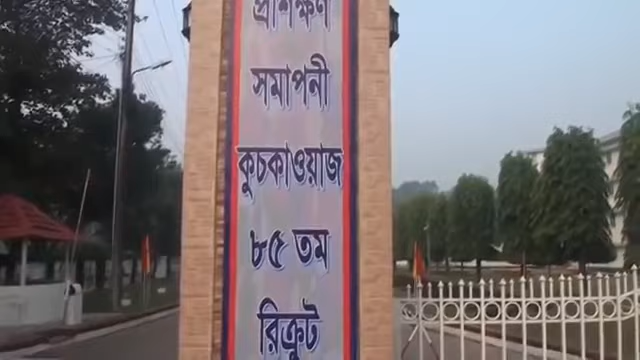 প্রশিক্ষণ
সমাপনী
কুচকাওয়াজ
৮৫ তম
রিক্রুট